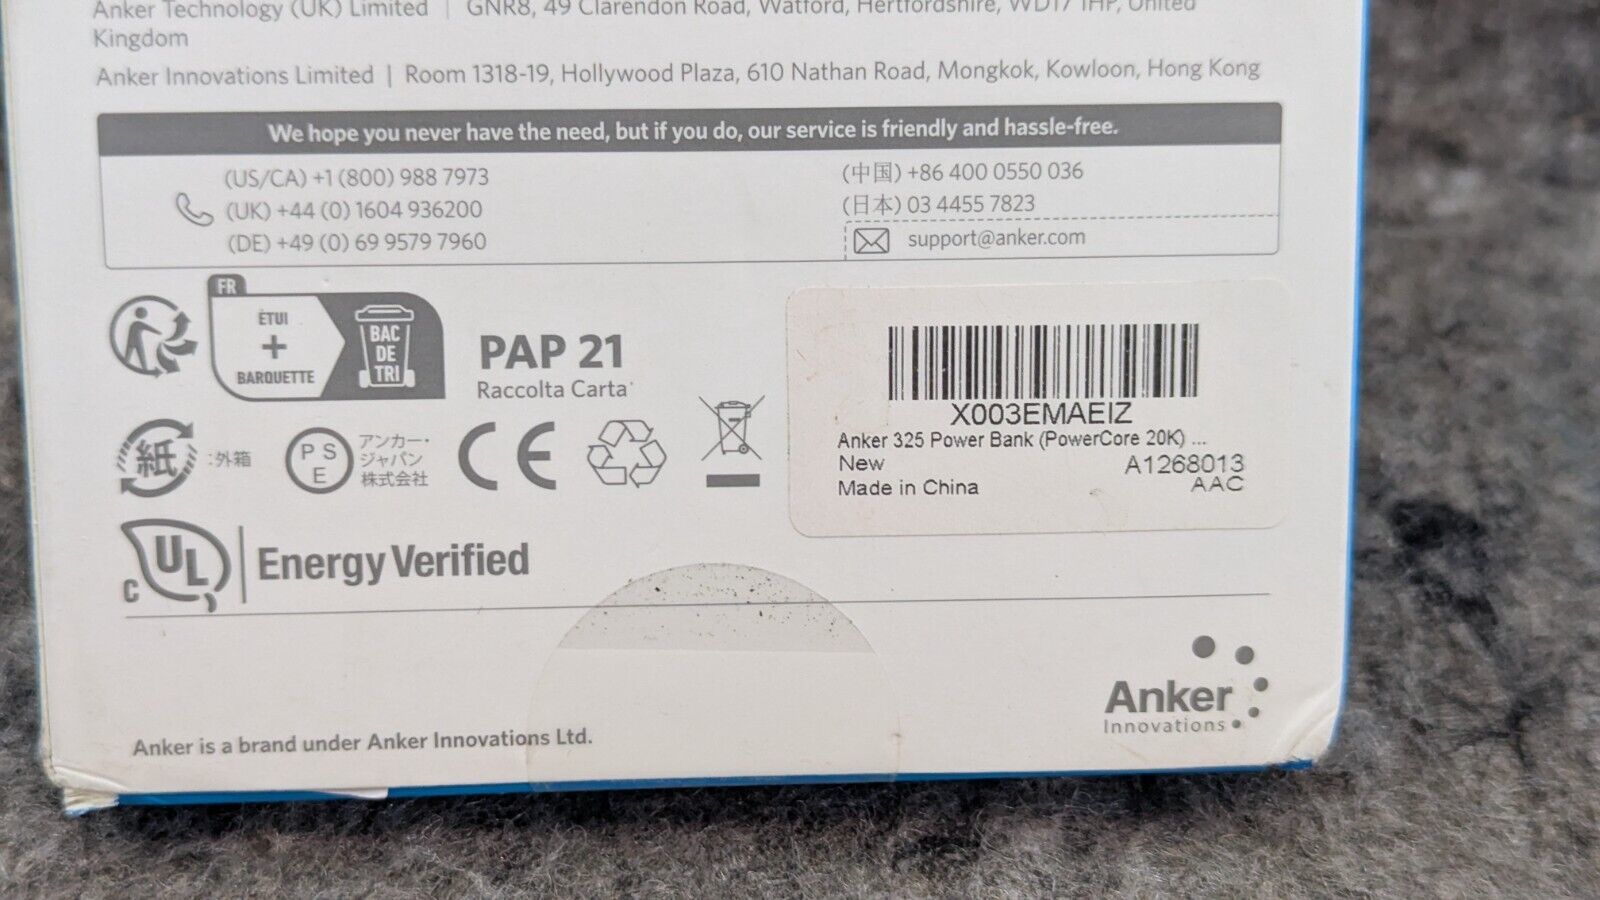 Anker Technology (UK) Limited | GNR8, 49 Clarendon Road, Watford, Hertfordshire, WD17 1HP, United
Kingdom
Anker Innovations Limited | Room 1318-19, Hollywood Plaza, 610 Nathan Road, Mongkok, Kowloon, Hong Kong
We hope you never have the need, but if you do, our service is friendly and hassle-free.
(US/CA) +1 (800) 988 7973
(UK) +44 (0) 1604 936200
(DE) +49 (0) 69 9579 7960
(中国) +86 400 0550 036
(日本) 03 4455 7823
support@anker.com
FR
ÉTUI
+
BARQUETTE
BAC
DE
TRI
PAP 21
Raccolta Carta
X003EMAEIZ
Anker 325 Power Bank (PowerCore 20K) ...
New A1268013
Made in China AAC
紙 :外箱
P S
E
アンカー・
ジャパン
株式会社
CE
C UL Energy Verified
Anker
Innovations
Anker is a brand under Anker Innovations Ltd.